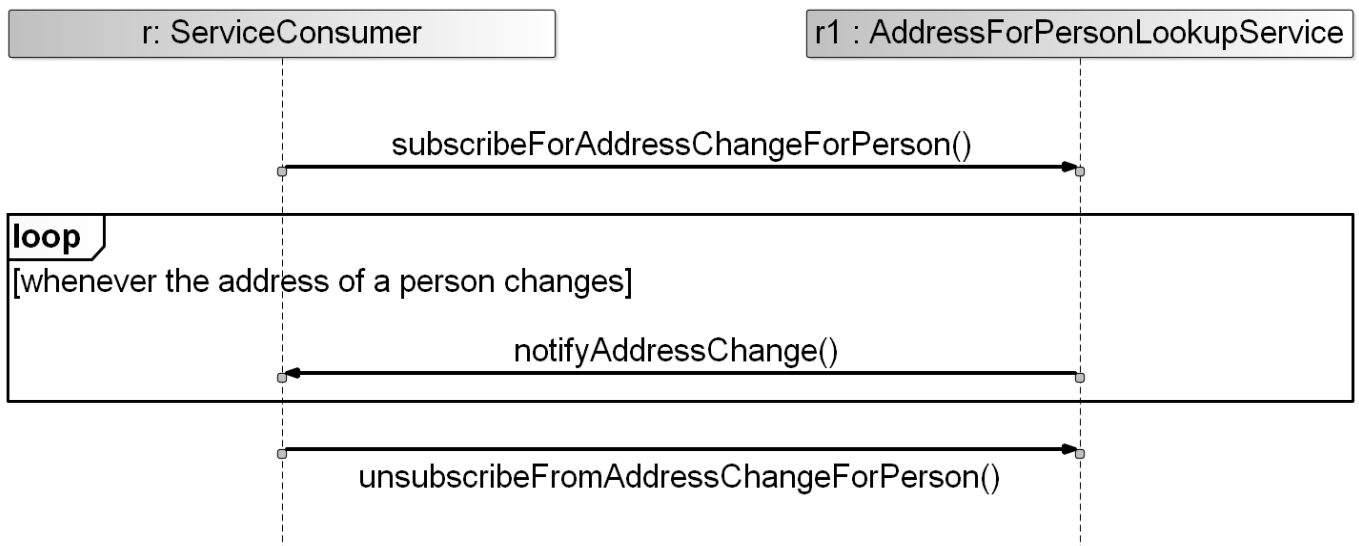 r: ServiceConsumer
r1 : AddressForPersonLookupService
subscribeForAddressChangeForPerson()
loop
[whenever the address of a person changes]
notifyAddressChange()
unsubscribeFromAddressChangeForPerson()